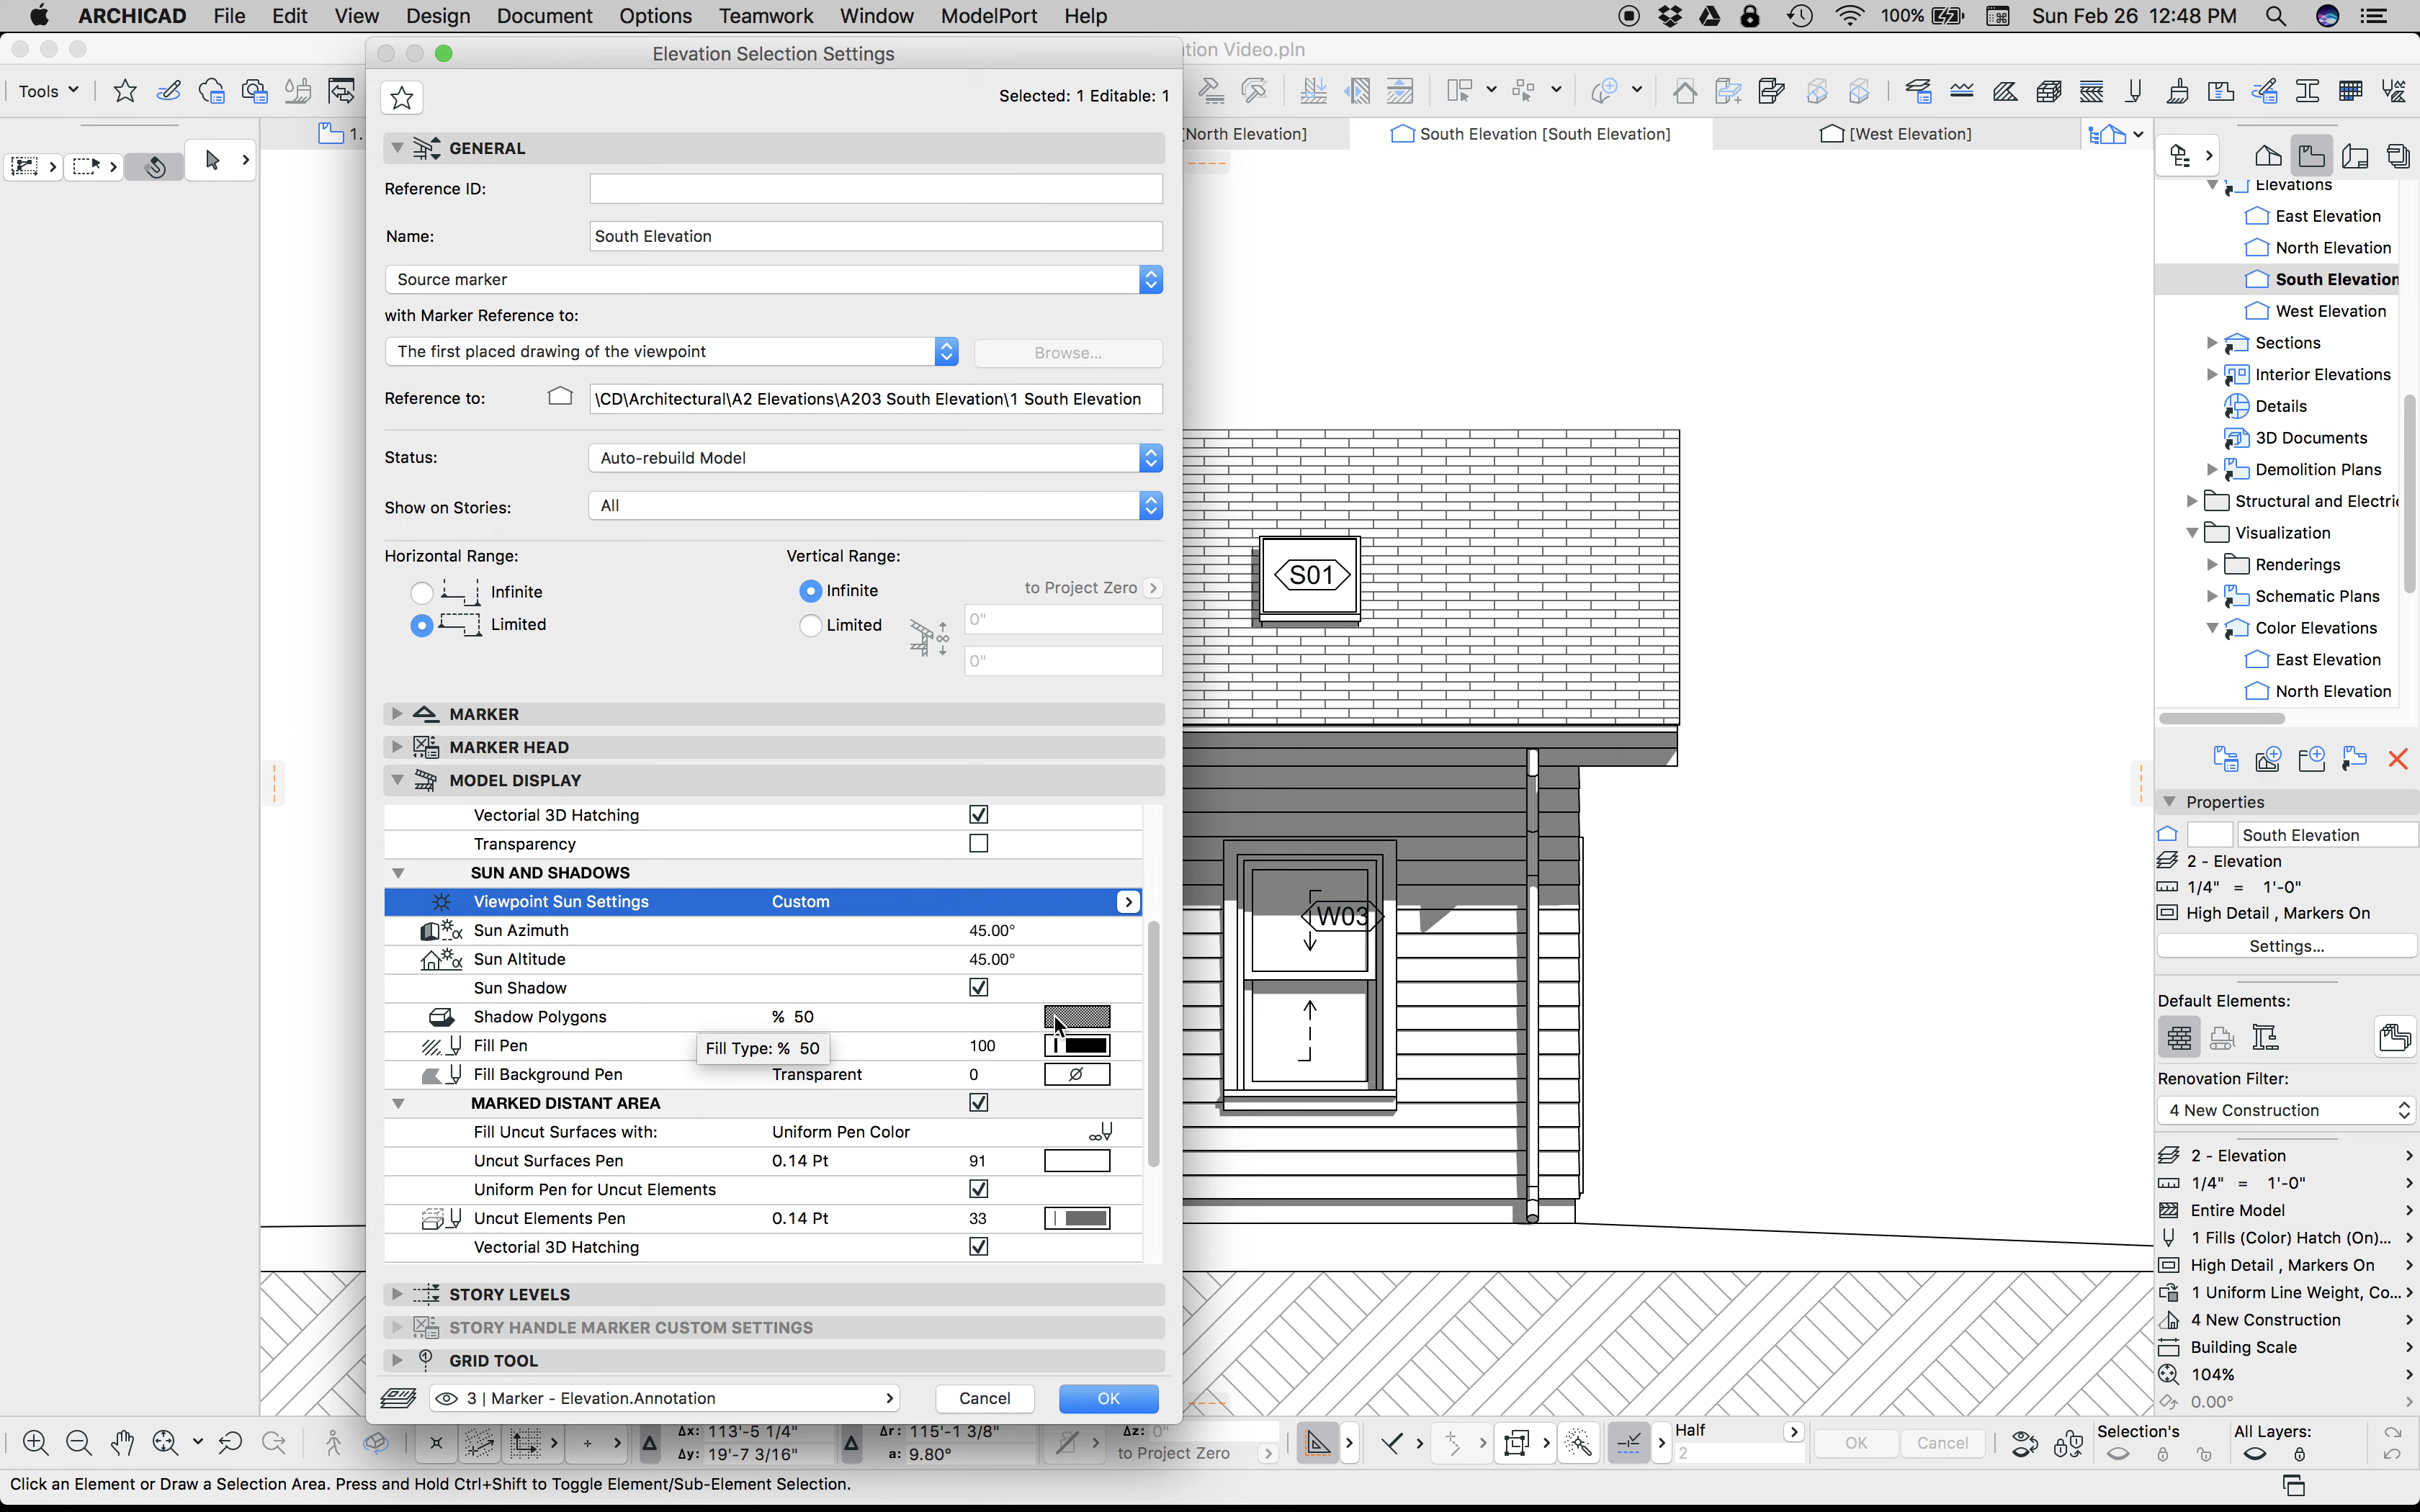 ARCHICAD File Edit View Design Document Options Teamwork Window ModelPort Help 100% Sun Feb 26 12:48 PM
Elevation Selection Settings
tion Video.pln
Tools
Selected: 1 Editable: 1
1.
North Elevation]
South Elevation [South Elevation]
[West Elevation]
GENERAL
Reference ID:
Name: South Elevation
Source marker
with Marker Reference to:
The first placed drawing of the viewpoint Browse...
Reference to: \CD\Architectural\A2 Elevations\A203 South Elevation\1 South Elevation
Status: Auto-rebuild Model
Show on Stories: All
Horizontal Range: Vertical Range:
Infinite Infinite to Project Zero
0"
Limited Limited
0"
MARKER
MARKER HEAD
MODEL DISPLAY
Vectorial 3D Hatching
Transparency
SUN AND SHADOWS
Viewpoint Sun Settings Custom
Sun Azimuth 45.00°
Sun Altitude 45.00°
Sun Shadow
Shadow Polygons % 50
Fill Pen 100
Fill Type: % 50
Fill Background Pen Transparent 0
MARKED DISTANT AREA
Fill Uncut Surfaces with: Uniform Pen Color
Uncut Surfaces Pen 0.14 Pt 91
Uniform Pen for Uncut Elements
Uncut Elements Pen 0.14 Pt 33
Vectorial 3D Hatching
STORY LEVELS
STORY HANDLE MARKER CUSTOM SETTINGS
GRID TOOL
3 | Marker - Elevation.Annotation Cancel OK
S01
W03
Elevations
East Elevation
North Elevation
South Elevation
West Elevation
Sections
Interior Elevations
Details
3D Documents
Demolition Plans
Structural and Electric
Visualization
Renderings
Schematic Plans
Color Elevations
East Elevation
North Elevation
Properties
South Elevation
2 - Elevation
1/4" = 1'-0"
High Detail , Markers On
Settings...
Default Elements:
Renovation Filter:
4 New Construction
2 - Elevation
1/4" = 1'-0"
Entire Model
1 Fills (Color) Hatch (On)...
High Detail , Markers On
1 Uniform Line Weight, Co...
4 New Construction
Building Scale
104%
0.00°
Δx: 113'-5 1/4" Δr: 115'-1 3/8" Δz: 0"
Δy: 19'-7 3/16" a: 9.80° to Project Zero
Half
2
OK Cancel
Selection's
All Layers:
Click an Element or Draw a Selection Area. Press and Hold Ctrl+Shift to Toggle Element/Sub-Element Selection.